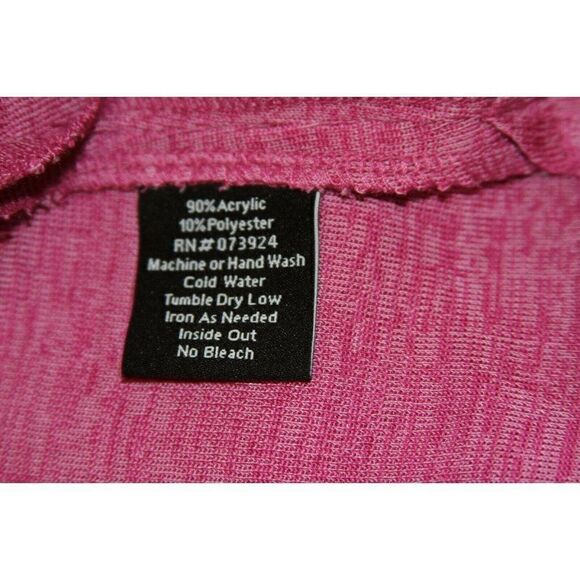 90%Acrylic
10%Polyester
RN#073924
Machine or Hand Wash
Cold Water
Tumble Dry Low
Iron As Needed
Inside Out
No Bleach